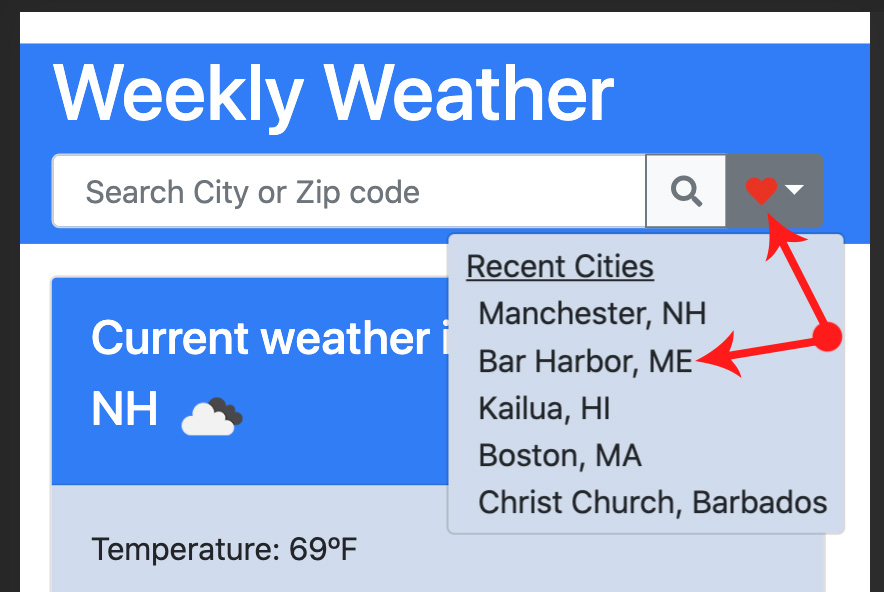 Weekly Weather
Search City or Zip code
Recent Cities
Manchester, NH
Bar Harbor, ME
Kailua, HI
Boston, MA
Christ Church, Barbados
Current weather i
NH
Temperature: 69ºF